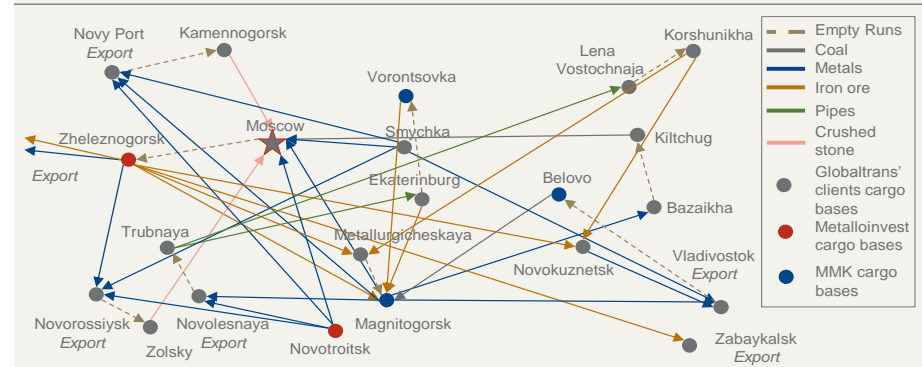 Novy Port
Export
Kamennogorsk
Vorontsovka
Lena
Vostochnaja
Korshunikha
Zheleznogorsk
Moscow
Smychka
Kiltchug
Export
Ekaterinburg
Belovo
Bazaikha
Trubnaya
Metallurgicheskaya
Novokuznetsk
Vladivostok
Export
Novorossiysk
Export
Zolsky
Novolesnaya
Export
Novotroitsk
Magnitogorsk
Zabaykalsk
Export
Empty Runs
Coal
Metals
Iron ore
Pipes
Crushed
stone
Globaltrans'
clients cargo
bases
Metalloinvest
cargo bases
MMK cargo
bases